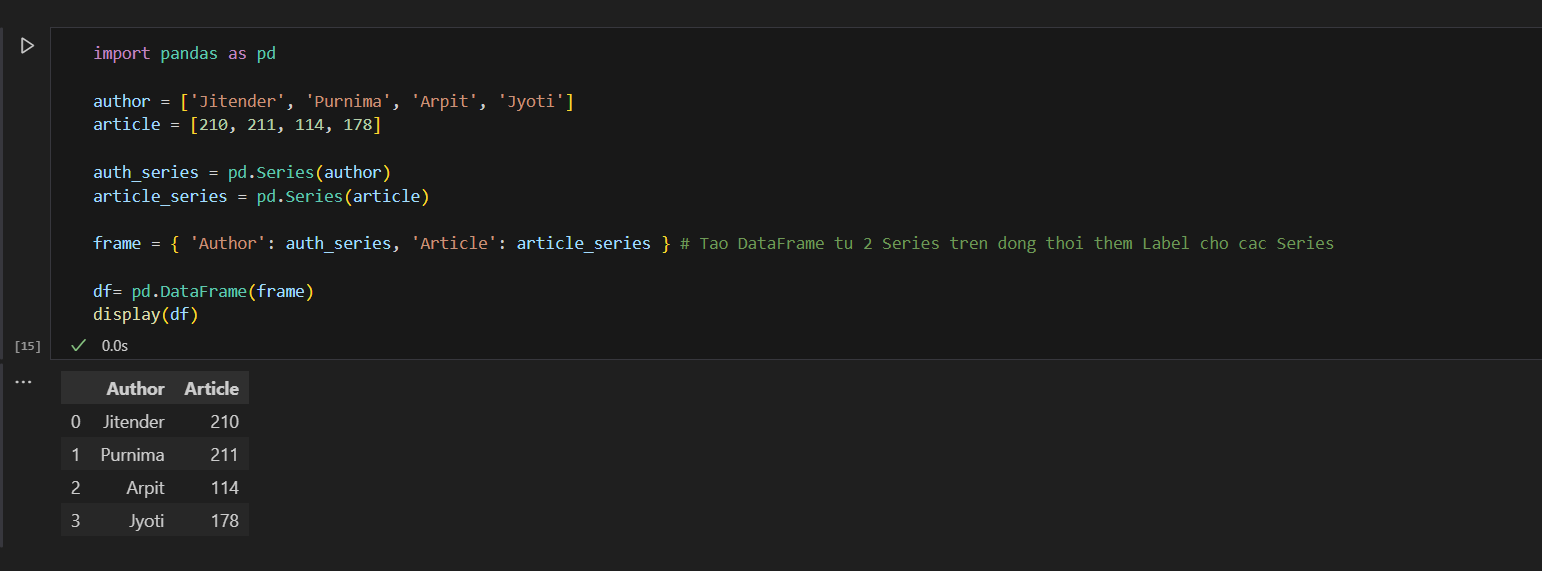 import pandas as pd
author = ['Jitender', 'Purnima', 'Arpit', 'Jyoti']
article = [210, 211, 114, 178]
auth_series = pd.Series(author)
article_series = pd.Series(article)
frame = { 'Author': auth_series, 'Article': article_series } # Tao DataFrame tu 2 Series tren dong thoi them Label cho cac Series
df= pd.DataFrame(frame)
display(df)
[15] 0.0s
...
Author Article
0 Jitender 210
1 Purnima 211
2 Arpit 114
3 Jyoti 178